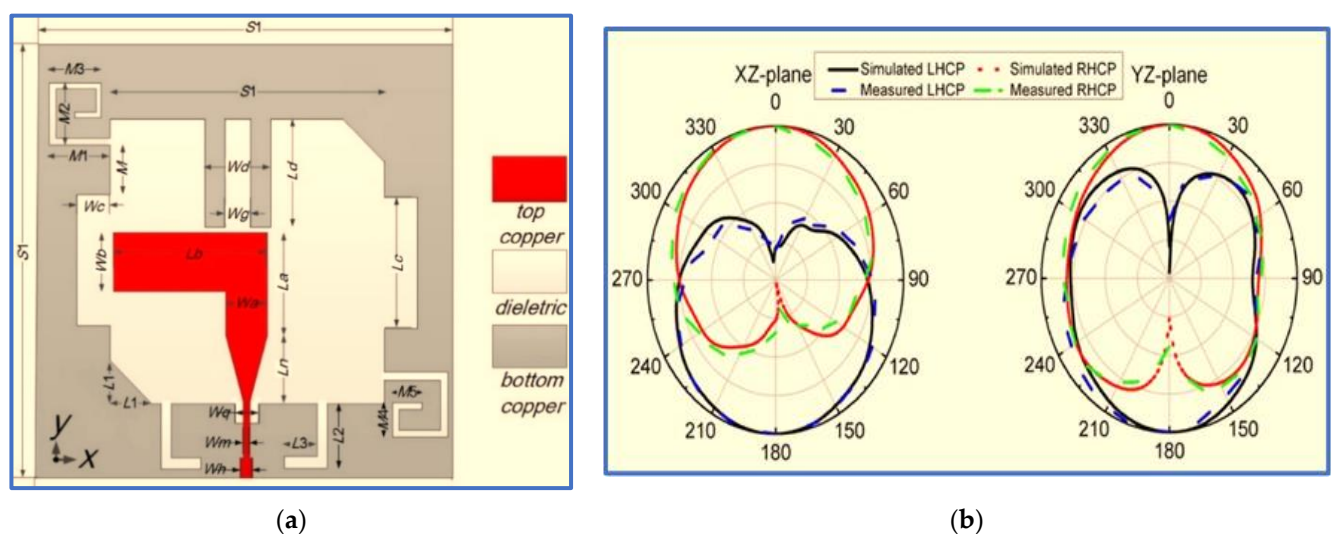 S1
M3
S1
M2
M1
M
Wd
Ld
Wc
Wg
S1
Wb
Lb
La
Lc
Wa
Ln
L1
L1
Wq
M5
M4
Wm
L3
L2
Wh
y
x
top
copper
dieletric
bottom
copper
(a)
XZ-plane
Simulated LHCP
Simulated RHCP
Measured LHCP
Measured RHCP
YZ-plane
0
330
30
300
60
270
90
240
120
210
150
180
0
330
30
300
60
270
90
240
120
210
150
180
(b)